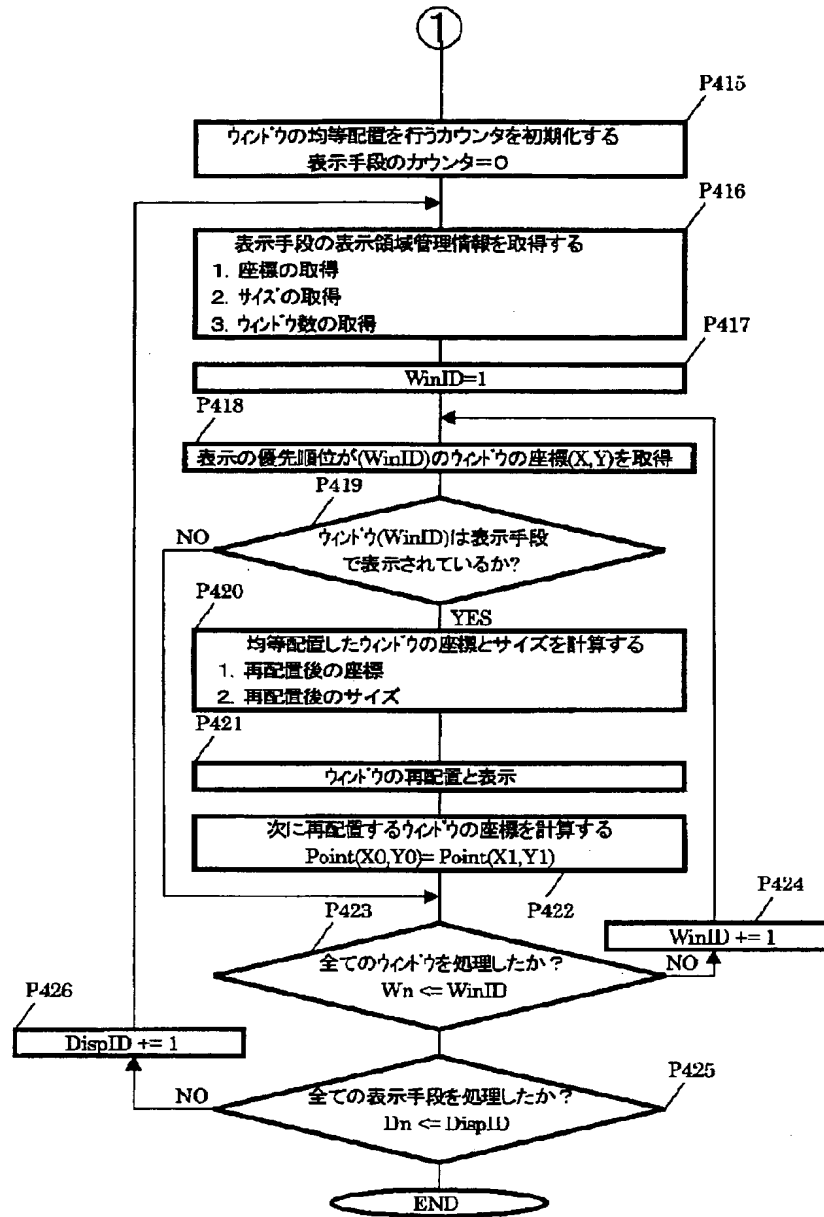 ①
P415
ウィンドウの均等配置を行うカウンタを初期化する
表示手段のカウンタ=0
P416
表示手段の表示領域管理情報を取得する
1. 座標の取得
2. サイズの取得
3. ウィンドウ数の取得
P417
WinID=1
P418
表示の優先順位が(WinID)のウィンドウの座標(X,Y)を取得
P419
ウィンドウ(WinID)は表示手段
で表示されているか?
NO
YES
P420
均等配置したウィンドウの座標とサイズを計算する
1. 再配置後の座標
2. 再配置後のサイズ
P421
ウィンドウの再配置と表示
次に再配置するウィンドウの座標を計算する
Point(X0,Y0)= Point(X1,Y1)
P422
P423
全てのウィンドウを処理したか?
Wn <= WinID
NO
P424
WinID += 1
P426
DispID += 1
P425
全ての表示手段を処理したか?
Dn <= DispID
NO
END